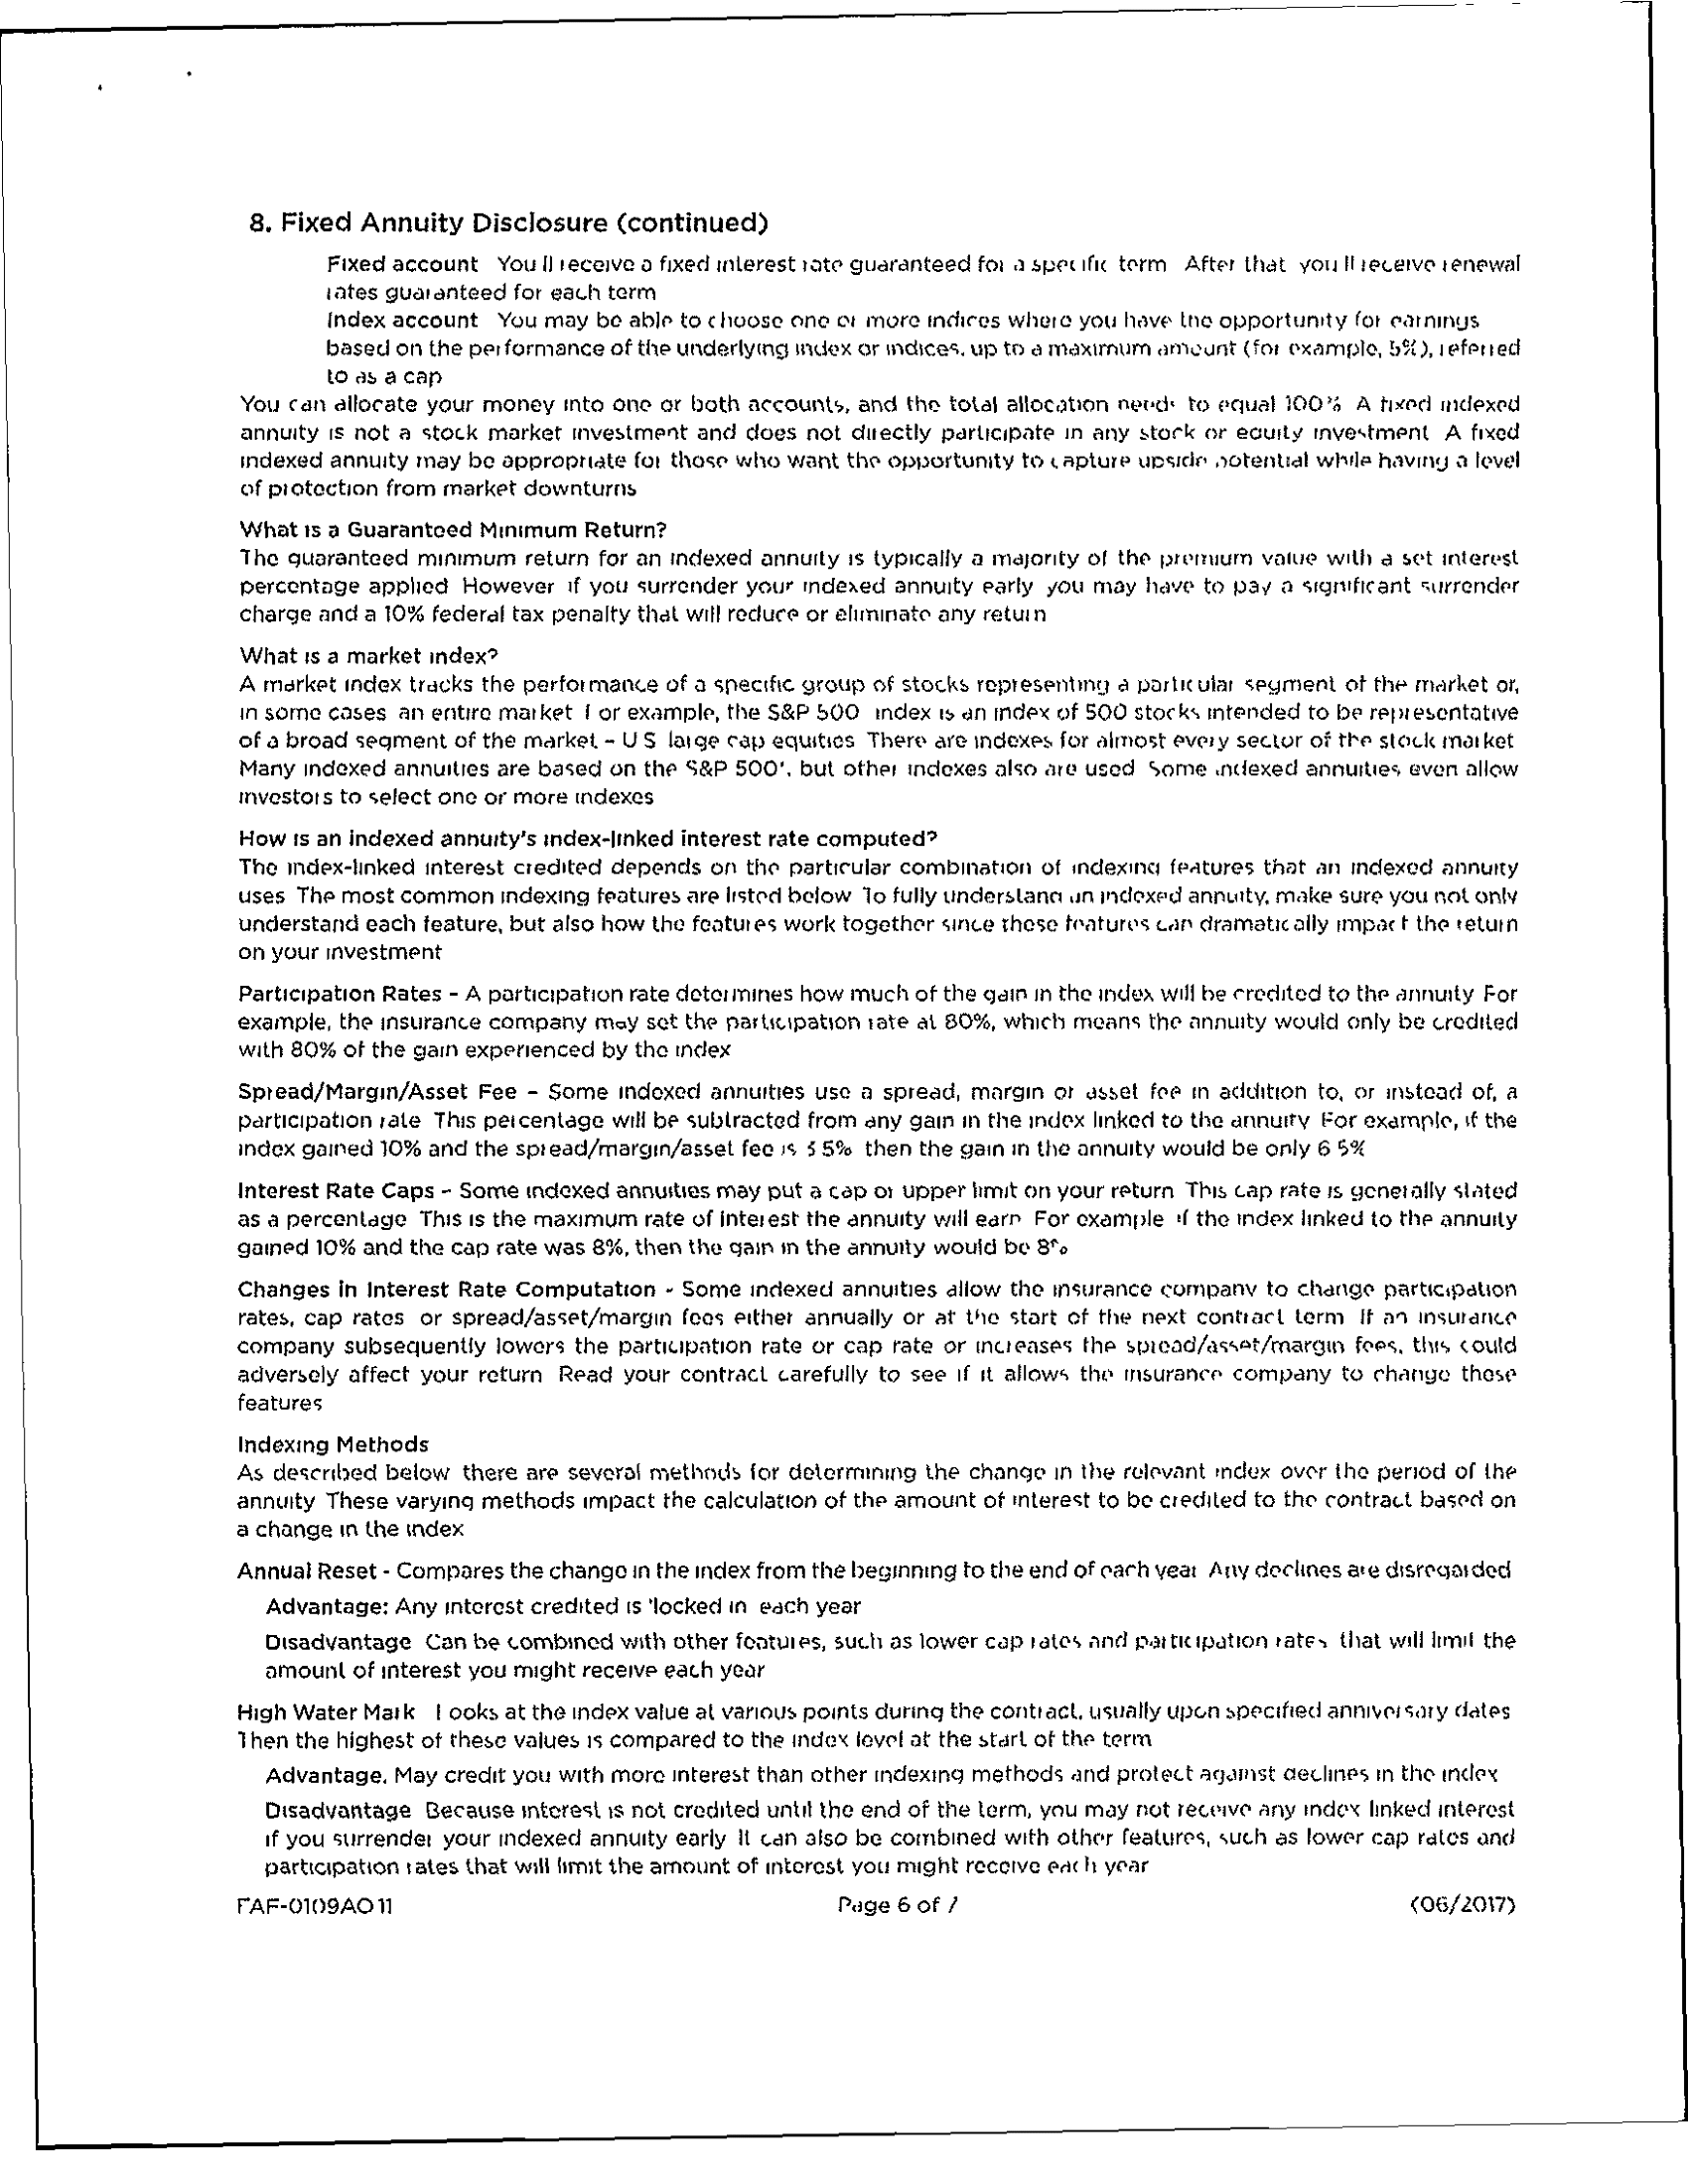 8. Fixed Annuity Disclosure (continued)
Fixed account You ll receive a fixed interest rate guaranteed for a specific term After that you ll receive renewal
rates guaranteed for each term
Index account You may be able to choose one or more indices where you have the opportunity for earnings
based on the performance of the underlying index or indices, up to a maximum amount (for example, 5%), referred
to as a cap
You can allocate your money into one or both accounts, and the total allocation needs to equal 100% A fixed indexed
annuity is not a stock market investment and does not directly participate in any stock or equity investment A fixed
indexed annuity may be appropriate for those who want the opportunity to capture upside potential while having a level
of protection from market downturns
What is a Guaranteed Minimum Return?
The guaranteed minimum return for an indexed annuity is typically a majority of the premium value with a set interest
percentage applied However if you surrender your indexed annuity early you may have to pay a significant surrender
charge and a 10% federal tax penalty that will reduce or eliminate any return
What is a market index?
A market index tracks the performance of a specific group of stocks representing a particular segment of the market or,
in some cases an entire market For example, the S&P 500 index is an index of 500 stocks intended to be representative
of a broad segment of the market - U S large cap equities There are indexes for almost every sector of the stock market
Many indexed annuities are based on the S&P 500', but other indexes also are used Some indexed annuities even allow
investors to select one or more indexes
How is an indexed annuity's index-linked interest rate computed?
The index-linked interest credited depends on the particular combination of indexing features that an indexed annuity
uses The most common indexing features are listed below To fully understand an indexed annuity, make sure you not only
understand each feature, but also how the features work together since these features can dramatically impact the return
on your investment
Participation Rates - A participation rate determines how much of the gain in the index will be credited to the annuity For
example, the insurance company may set the participation rate at 80%, which means the annuity would only be credited
with 80% of the gain experienced by the index
Spread/Margin/Asset Fee - Some indexed annuities use a spread, margin or asset fee in addition to, or instead of, a
participation rate This percentage will be subtracted from any gain in the index linked to the annuity For example, if the
index gained 10% and the spread/margin/asset fee is 3 5% then the gain in the annuity would be only 6 5%
Interest Rate Caps - Some indexed annuities may put a cap or upper limit on your return This cap rate is generally stated
as a percentage This is the maximum rate of interest the annuity will earn For example if the index linked to the annuity
gained 10% and the cap rate was 8%, then the gain in the annuity would be 8%
Changes in Interest Rate Computation - Some indexed annuities allow the insurance company to change participation
rates, cap rates or spread/asset/margin fees either annually or at the start of the next contract term If an insurance
company subsequently lowers the participation rate or cap rate or increases the spread/asset/margin fees, this could
adversely affect your return Read your contract carefully to see if it allows the insurance company to change these
features
Indexing Methods
As described below there are several methods for determining the change in the relevant index over the period of the
annuity These varying methods impact the calculation of the amount of interest to be credited to the contract based on
a change in the index
Annual Reset - Compares the change in the index from the beginning to the end of each year Any declines are disregarded
Advantage: Any interest credited is 'locked in each year
Disadvantage Can be combined with other features, such as lower cap rates and participation rates that will limit the
amount of interest you might receive each year
High Water Mark Looks at the index value at various points during the contract, usually upon specified anniversary dates
Then the highest of these values is compared to the index level at the start of the term
Advantage. May credit you with more interest than other indexing methods and protect against declines in the index
Disadvantage Because interest is not credited until the end of the term, you may not receive any index linked interest
if you surrender your indexed annuity early It can also be combined with other features, such as lower cap rates and
participation rates that will limit the amount of interest you might receive each year
FAF-0109AO 11 Page 6 of 7 (06/2017)